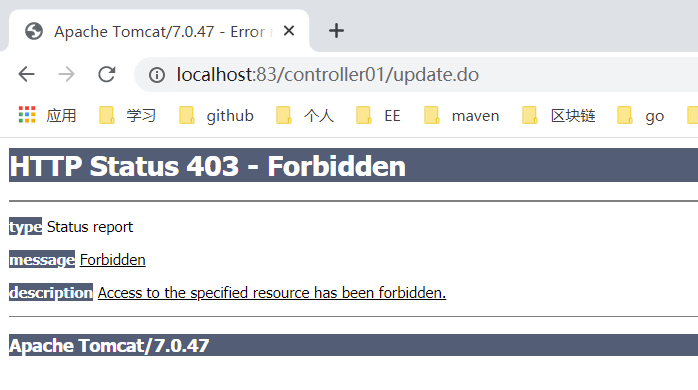 Apache Tomcat/7.0.47 - Error
localhost:83/controller01/update.do
应用 学习 github 个人 EE maven 区块链 go
HTTP Status 403 - Forbidden
type Status report
message Forbidden
description Access to the specified resource has been forbidden.
Apache Tomcat/7.0.47